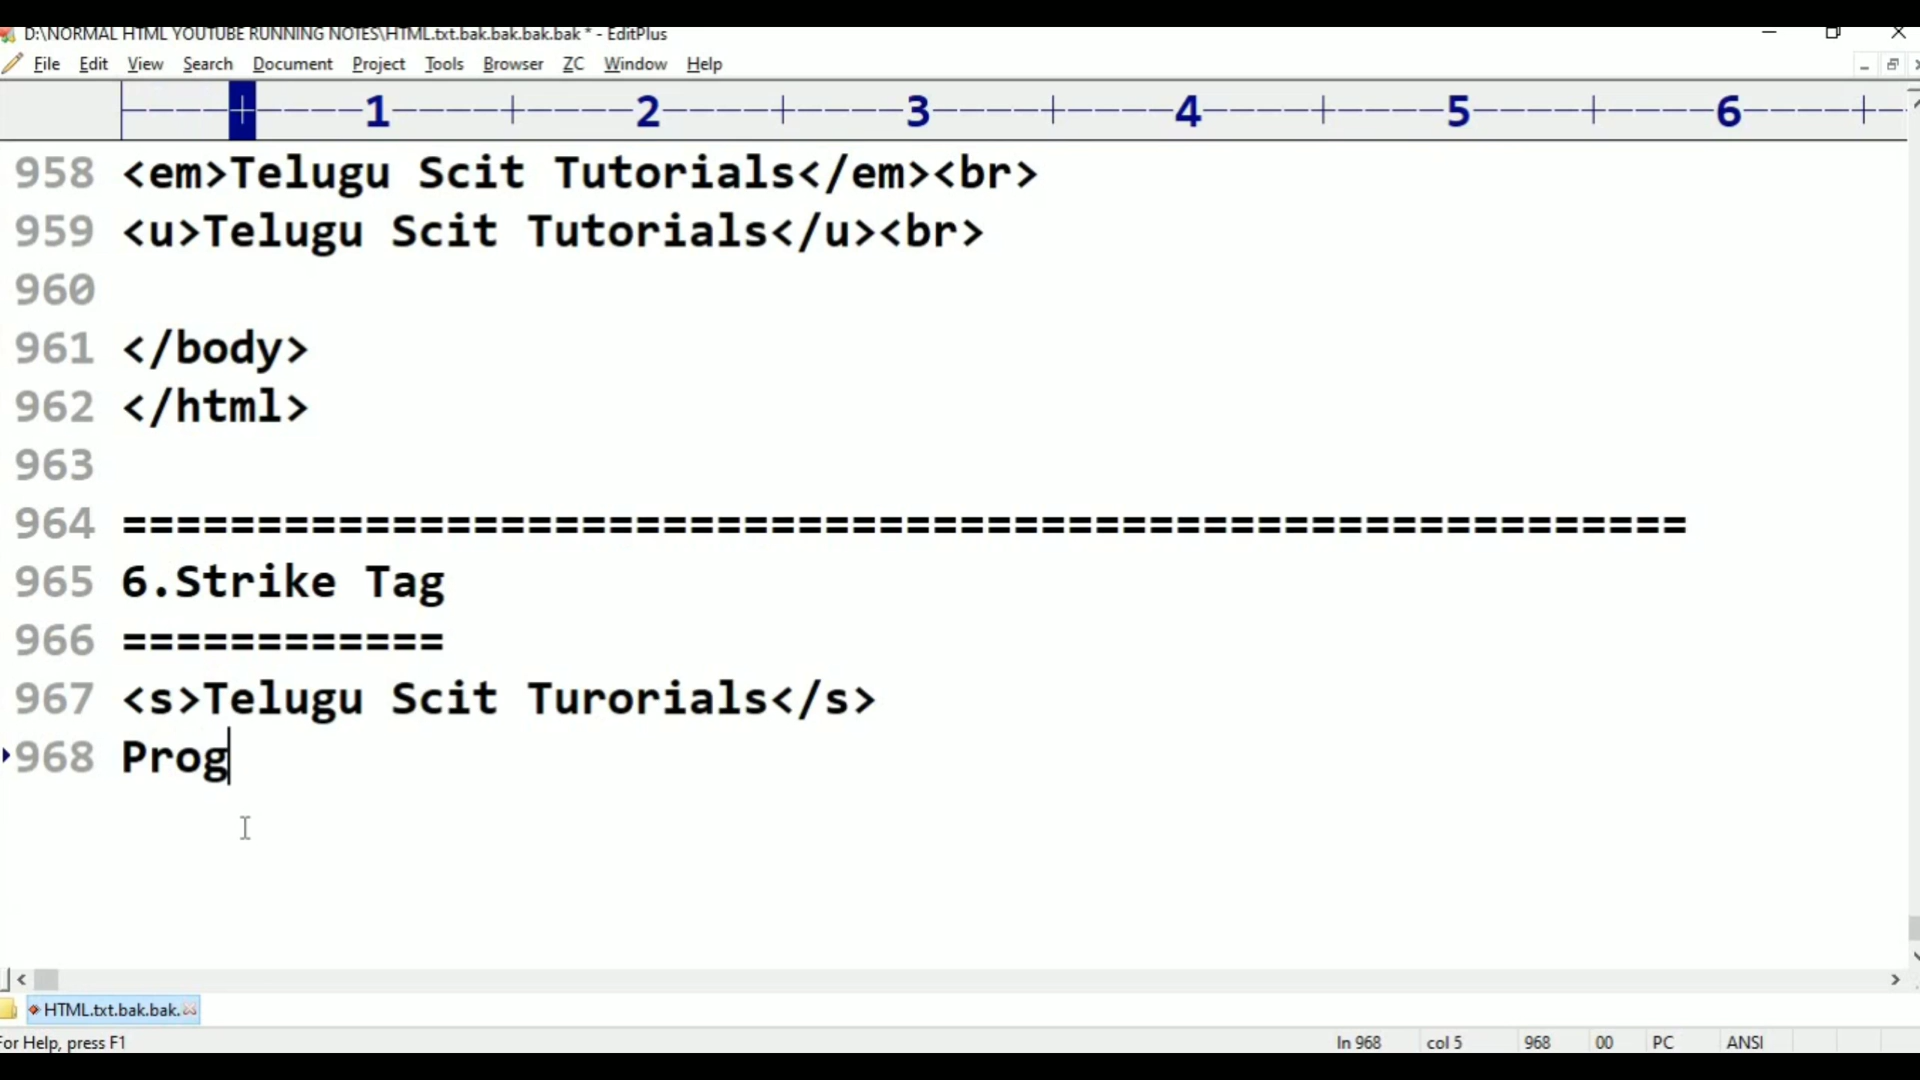 D:\NORMAL HTML YOUTUBE RUNNING NOTES\HTML.txt.bak.bak.bak.bak * - EditPlus
File Edit View Search Document Project Tools Browser ZC Window Help
----+----1----+----2----+----3----+----4----+----5----+----6----+-
958 <em>Telugu Scit Tutorials</em><br>
959 <u>Telugu Scit Tutorials</u><br>
960
961 </body>
962 </html>
963
964 ==========================================================
965 6.Strike Tag
966 ============
967 <s>Telugu Scit Turorials</s>
968 Prog
HTML.txt.bak.bak.
For Help, press F1 ln 968 col 5 968 00 PC ANSI